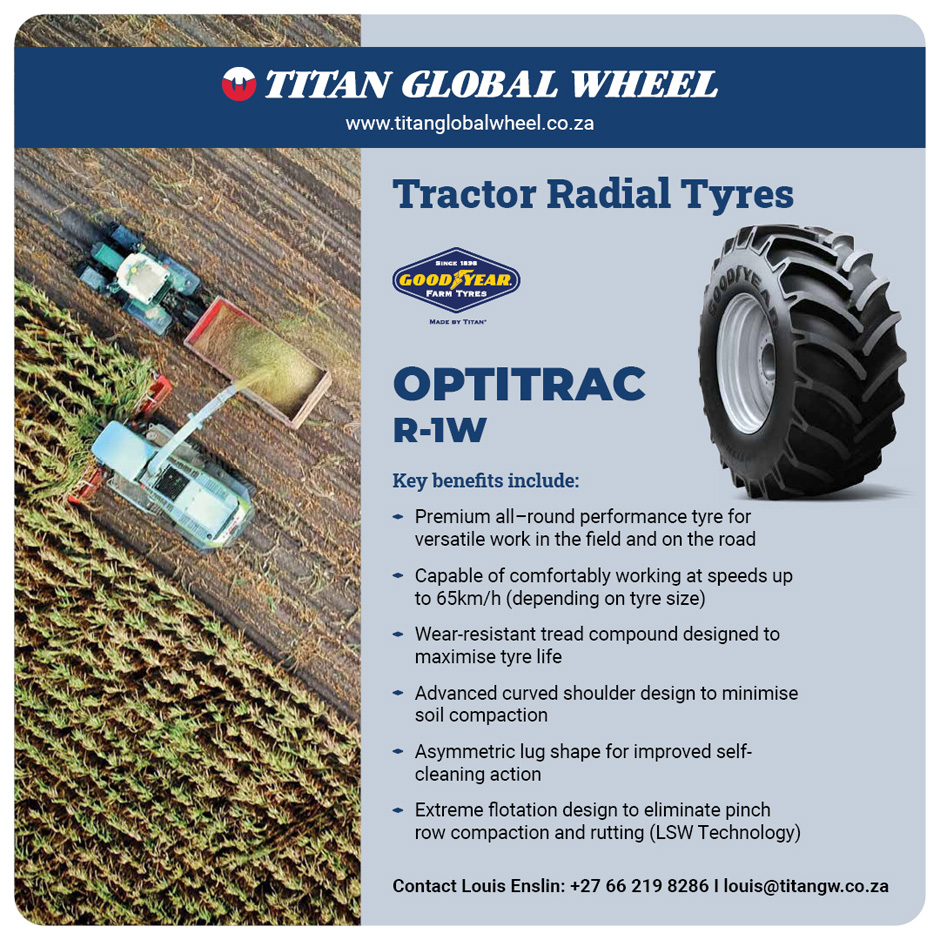 TITAN GLOBAL WHEEL
www.titanglobalwheel.co.za
Tractor Radial Tyres
SINCE 1898
GOODYEAR
FARM TYRES
MADE BY TITAN
GOODYEAR
OPTITRAC
R-1W
Key benefits include:
Premium all–round performance tyre for
versatile work in the field and on the road
Capable of comfortably working at speeds up
to 65km/h (depending on tyre size)
Wear-resistant tread compound designed to
maximise tyre life
Advanced curved shoulder design to minimise
soil compaction
Asymmetric lug shape for improved self-
cleaning action
Extreme flotation design to eliminate pinch
row compaction and rutting (LSW Technology)
Contact Louis Enslin: +27 66 219 8286 I louis@titangw.co.za